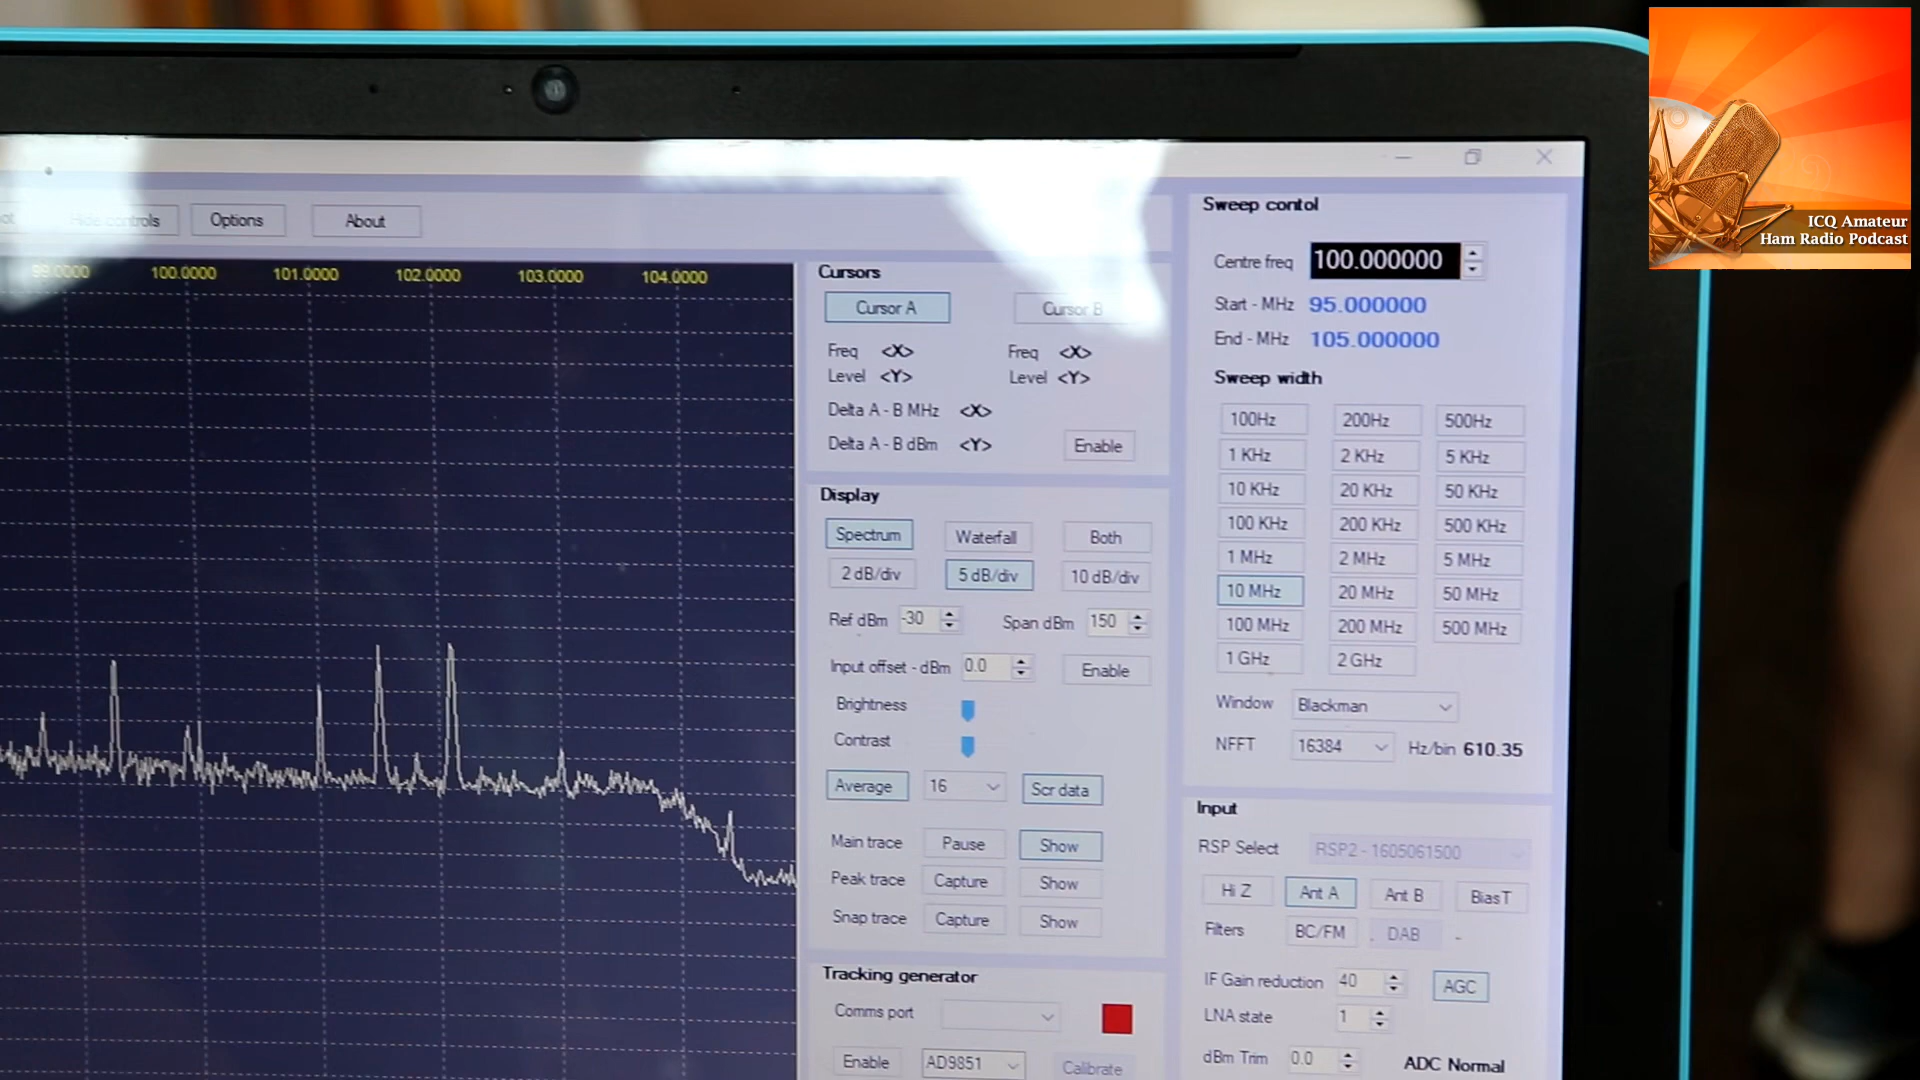 Hide controls Options About
99.0000 100.0000 101.0000 102.0000 103.0000 104.0000
Cursors
Cursor A Cursor B
Freq <X> Freq <X>
Level <Y> Level <Y>
Delta A - B MHz <X>
Delta A - B dBm <Y> Enable
Display
Spectrum Waterfall Both
2 dB/div 5 dB/div 10 dB/div
Ref dBm -30 Span dBm 150
Input offset - dBm 0.0 Enable
Brightness
Contrast
Average 16 Scr data
Main trace Pause Show
Peak trace Capture Show
Snap trace Capture Show
Tracking generator
Comms port
Enable AD9851 Calibrate
Sweep contol
Centre freq 100.000000
Start - MHz 95.000000
End - MHz 105.000000
Sweep width
100Hz 200Hz 500Hz
1 KHz 2 KHz 5 KHz
10 KHz 20 KHz 50 KHz
100 KHz 200 KHz 500 KHz
1 MHz 2 MHz 5 MHz
10 MHz 20 MHz 50 MHz
100 MHz 200 MHz 500 MHz
1 GHz 2 GHz
Window Blackman
NFFT 16384 Hz/bin 610.35
Input
RSP Select RSP2 - 1605061500
Hi Z Ant A Ant B BiasT
Filters BC/FM DAB -
IF Gain reduction 40 AGC
LNA state 1
dBm Trim 0.0 ADC Normal
ICQ Amateur
Ham Radio Podcast